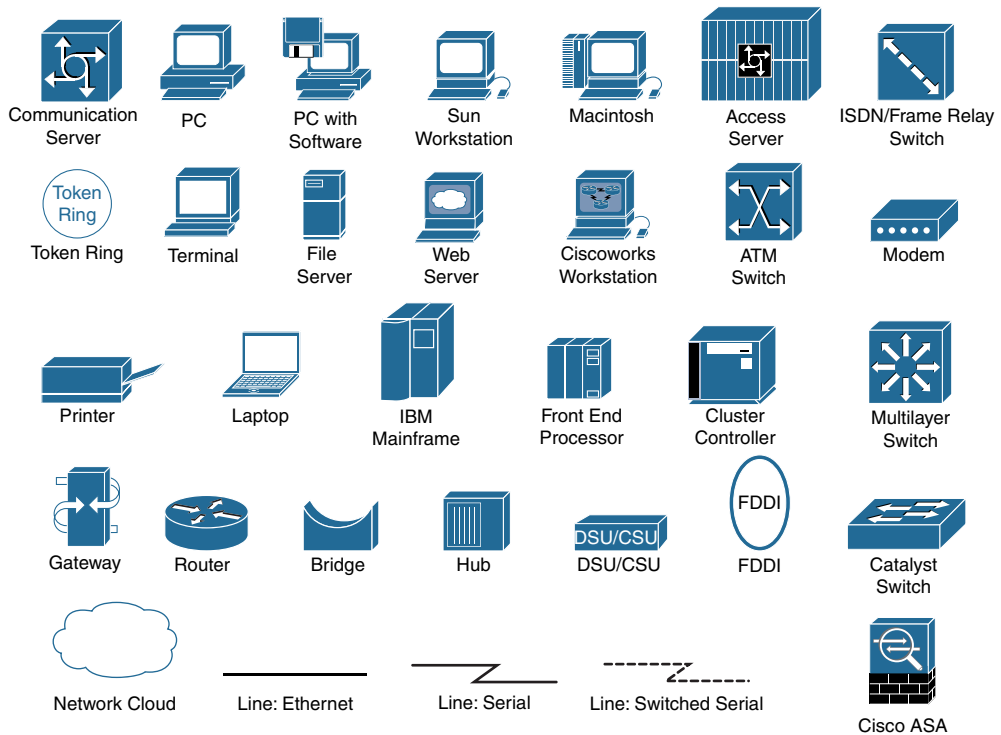 Communication
Server
PC
PC with
Software
Sun
Workstation
Macintosh
Access
Server
ISDN/Frame Relay
Switch
Token
Ring
Token Ring
Terminal
File
Server
Web
Server
Ciscoworks
Workstation
ATM
Switch
Modem
Printer
Laptop
IBM
Mainframe
Front End
Processor
Cluster
Controller
Multilayer
Switch
Gateway
Router
Bridge
Hub
DSU/CSU
DSU/CSU
FDDI
FDDI
Catalyst
Switch
Network Cloud
Line: Ethernet
Line: Serial
Line: Switched Serial
Cisco ASA